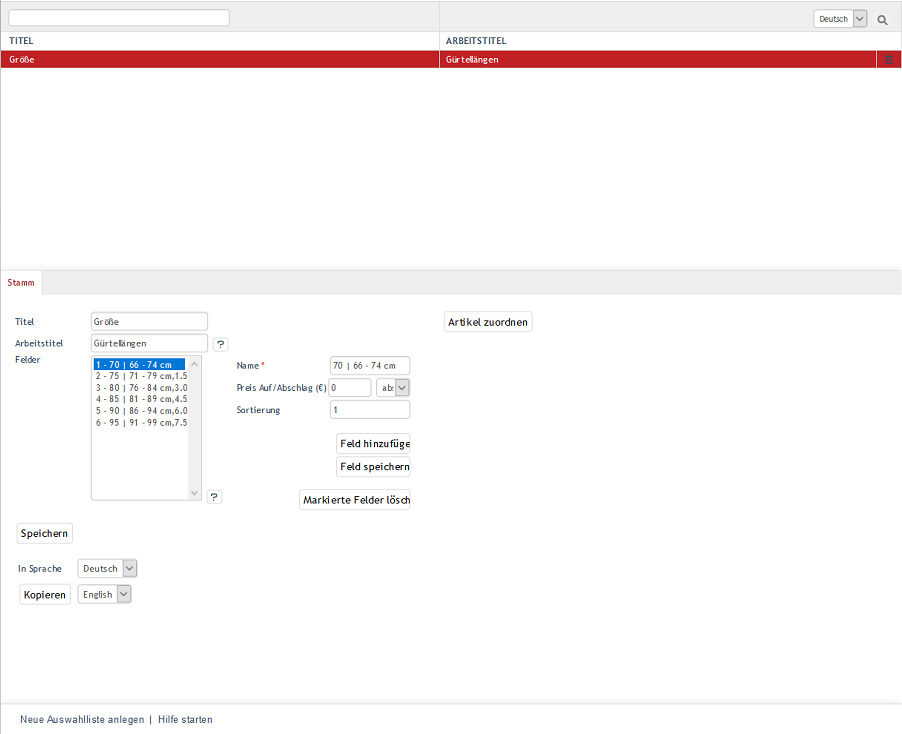 Deutsch
TITEL ARBEITSTITEL
Größe Gürtellängen
Stamm
Titel Größe Artikel zuordnen
Arbeitstitel Gürtellängen ?
Felder
1 - 70 | 66 - 74 cm
2 - 75 | 71 - 79 cm,1.5
3 - 80 | 76 - 84 cm,3.0
4 - 85 | 81 - 89 cm,4.5
5 - 90 | 86 - 94 cm,6.0
6 - 95 | 91 - 99 cm,7.5
?
Name * 70 | 66 - 74 cm
Preis Auf/Abschlag (€) 0 abs
Sortierung 1
Feld hinzufüge
Feld speichern
Markierte Felder lösch
Speichern
In Sprache Deutsch
Kopieren English
Neue Auswahlliste anlegen | Hilfe starten